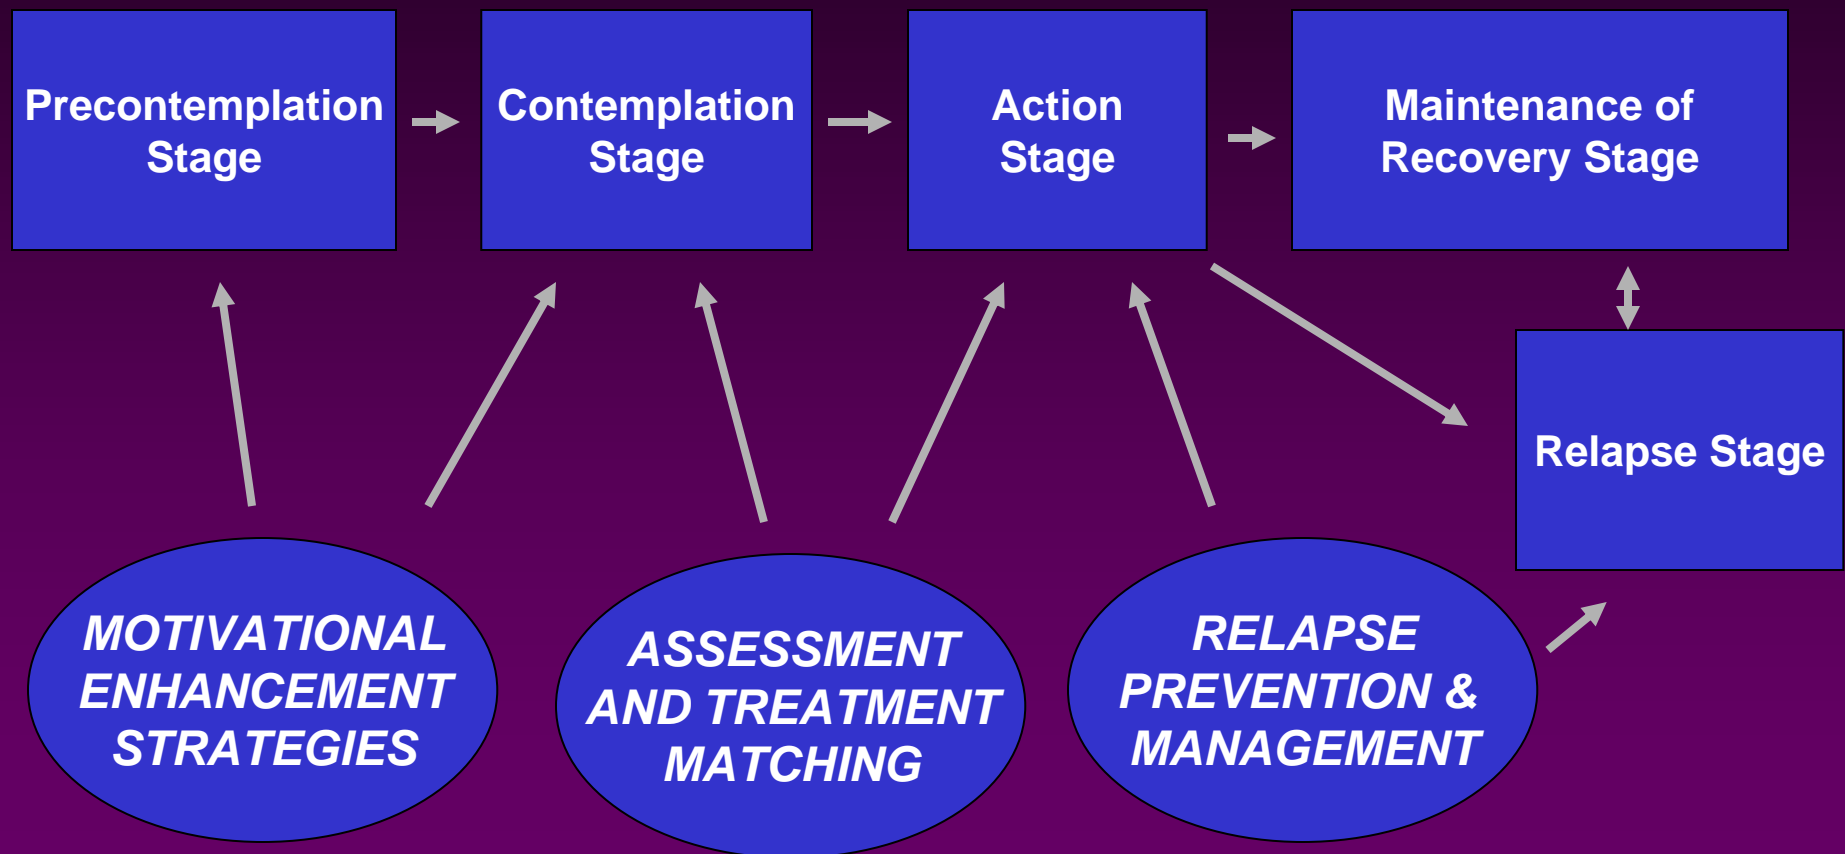 Precontemplation
Stage
Contemplation
Stage
Action
Stage
Maintenance of
Recovery Stage
Relapse Stage
MOTIVATIONAL
ENHANCEMENT
STRATEGIES
ASSESSMENT
AND TREATMENT
MATCHING
RELAPSE
PREVENTION &
MANAGEMENT